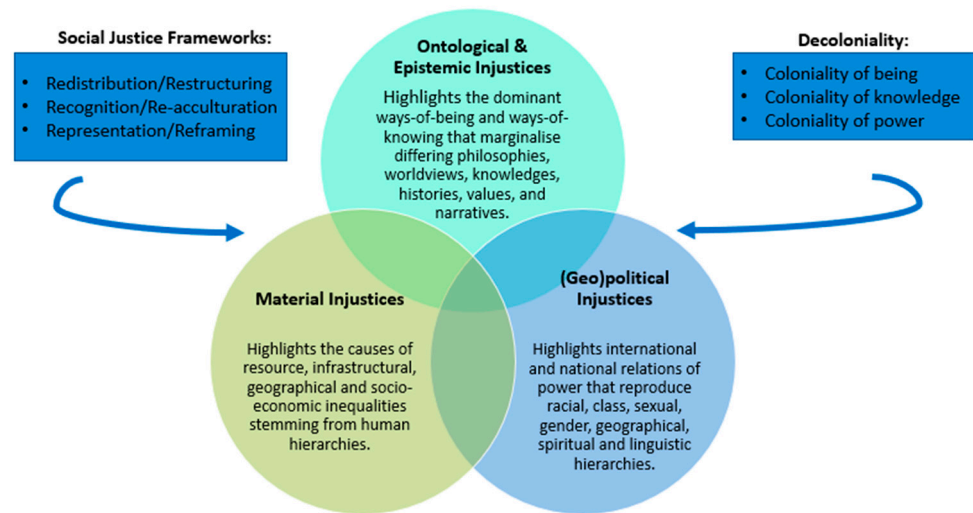 Social Justice Frameworks:
• Redistribution/Restructuring
• Recognition/Re-acculturation
• Representation/Reframing
Ontological &
Epistemic Injustices
Highlights the dominant
ways-of-being and ways-of-
knowing that marginalise
differing philosophies,
worldviews, knowledges,
histories, values, and
narratives.
Decoloniality:
• Coloniality of being
• Coloniality of knowledge
• Coloniality of power
Material Injustices
Highlights the causes of
resource, infrastructural,
geographical and socio-
economic inequalities
stemming from human
hierarchies.
(Geo)political
Injustices
Highlights international
and national relations of
power that reproduce
racial, class, sexual,
gender, geographical,
spiritual and linguistic
hierarchies.